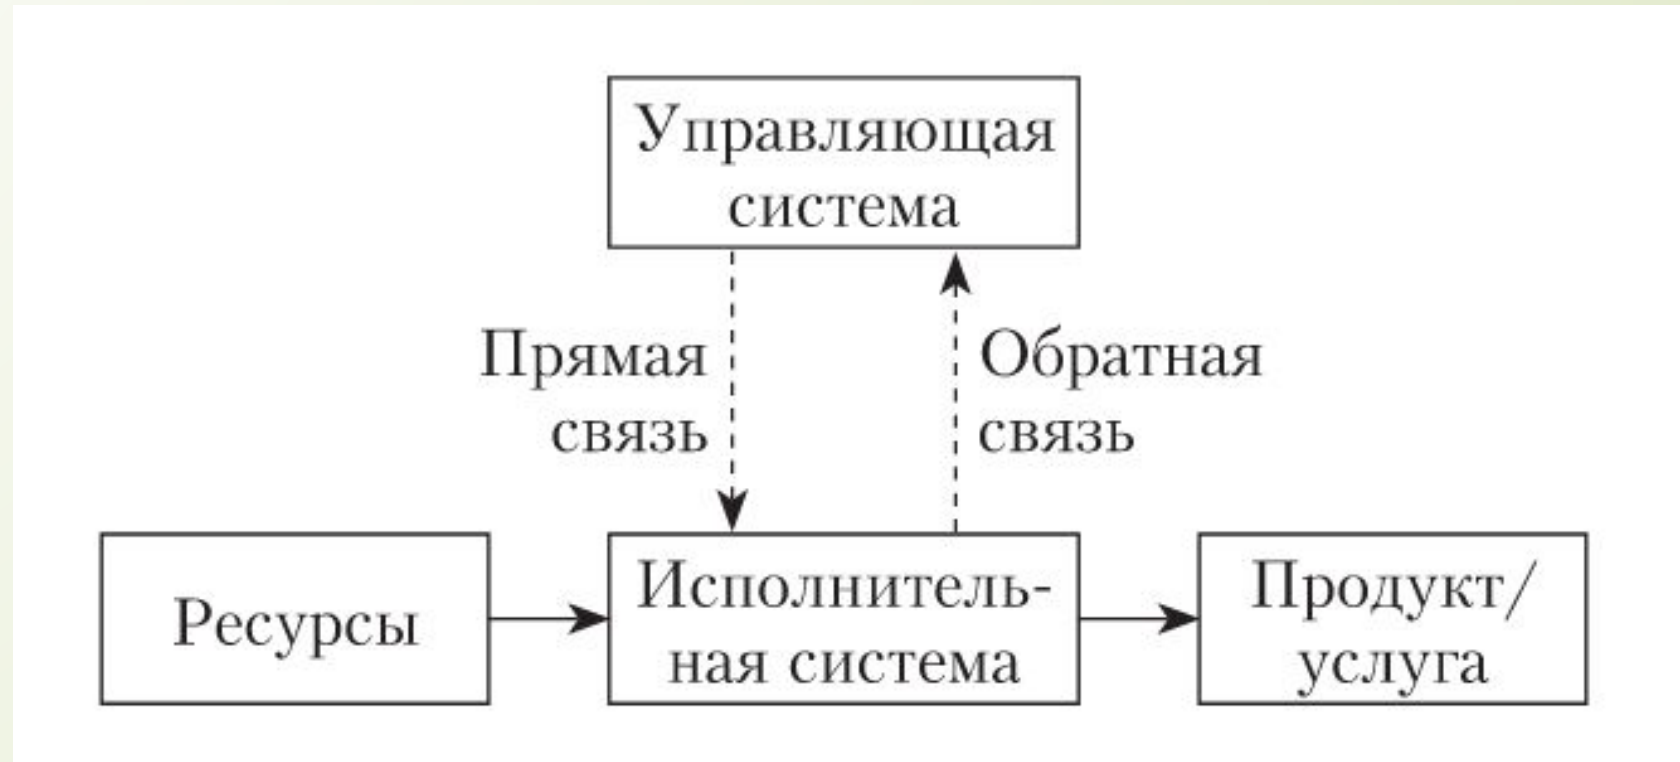 Управляющая
система
Прямая
связь
Обратная
связь
Ресурсы
Исполнитель-
ная система
Продукт/
услуга